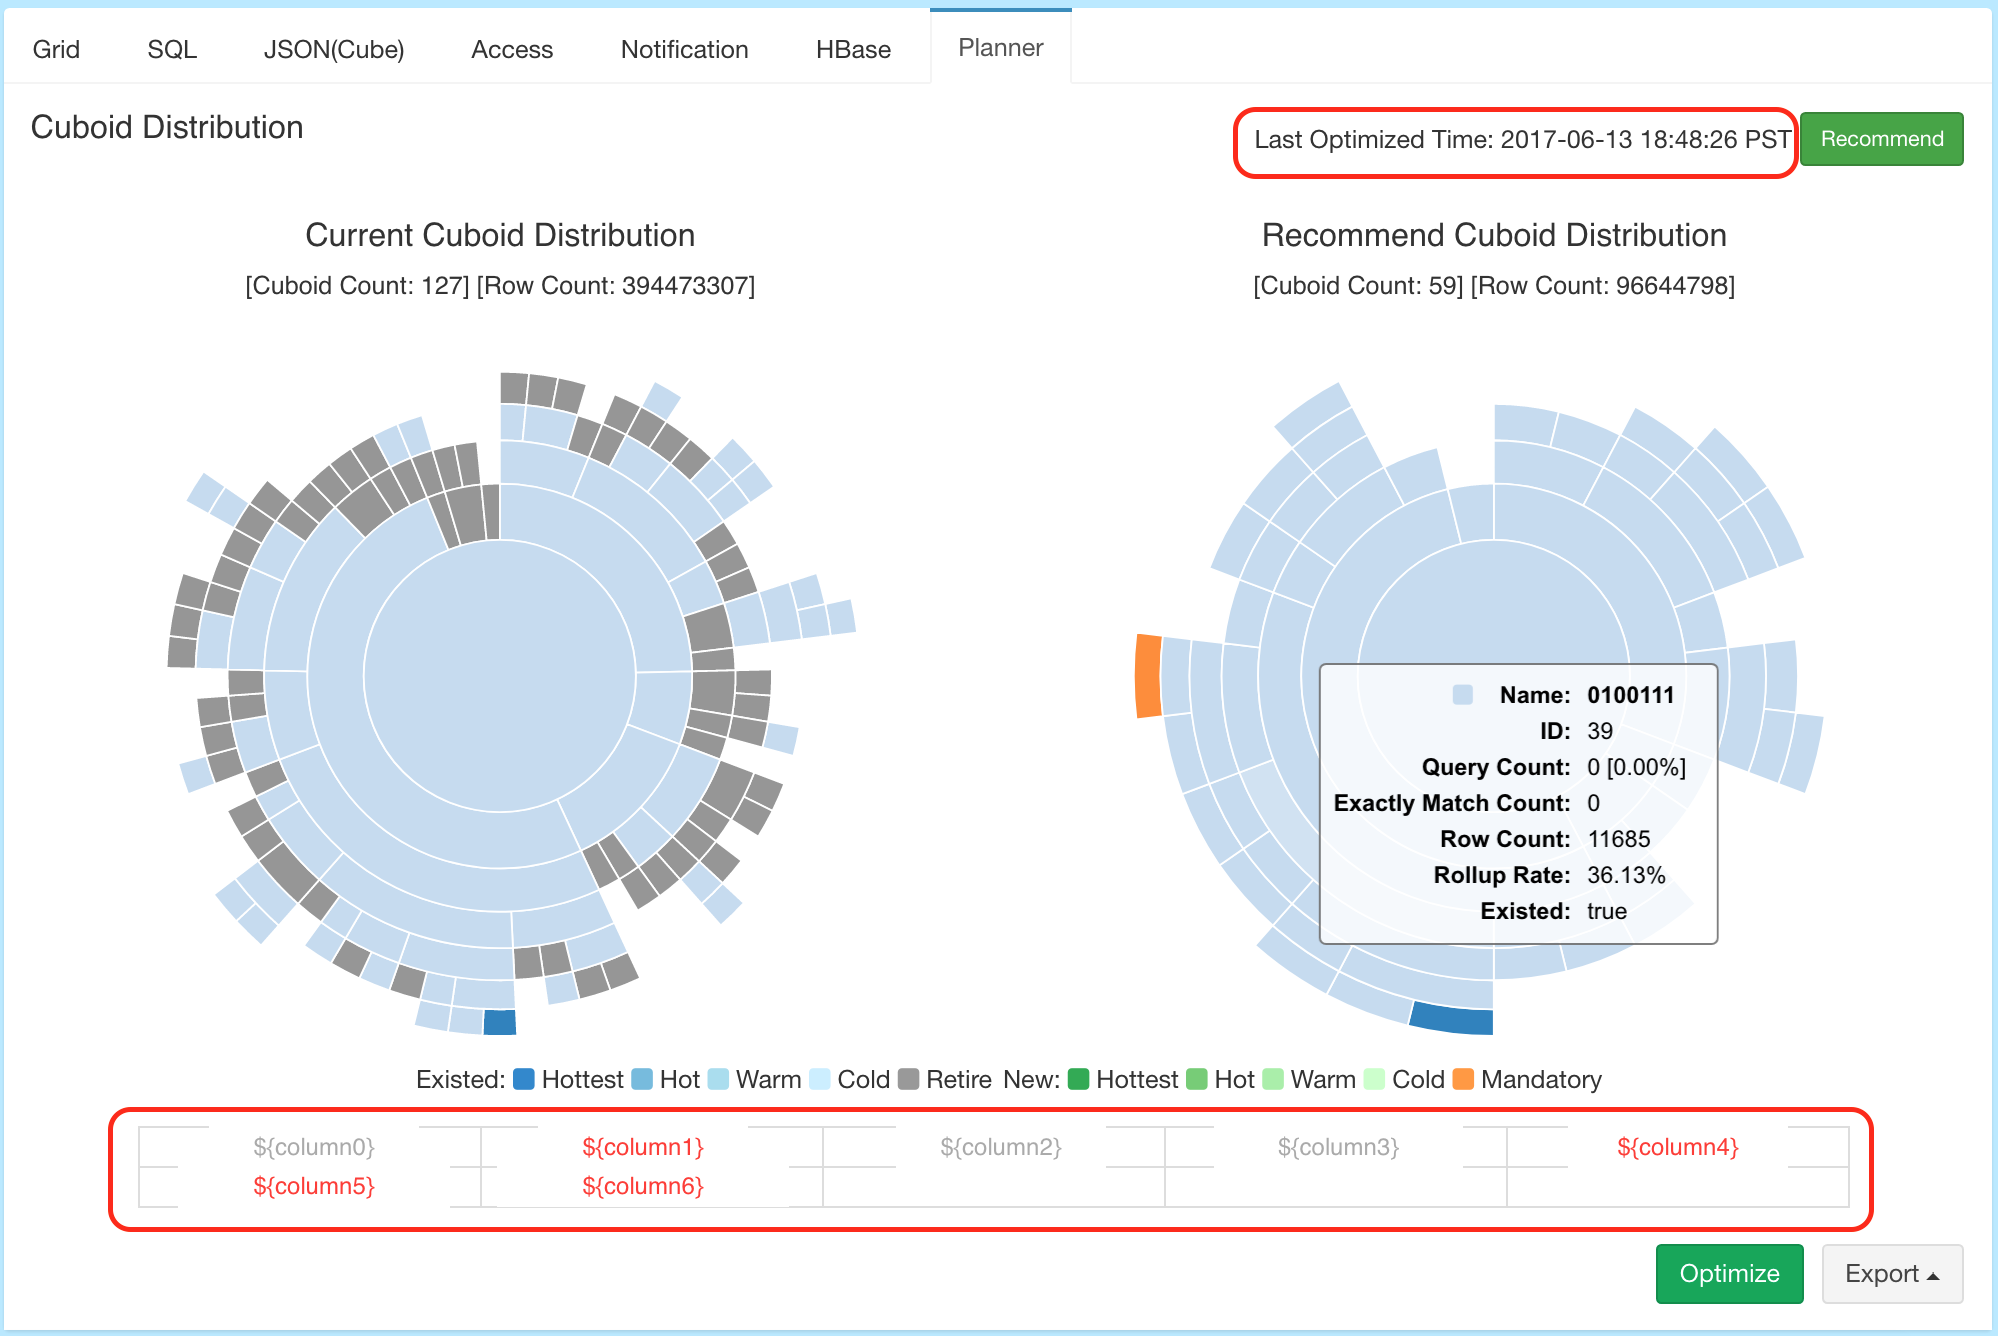 Grid SQL JSON(Cube) Access Notification HBase Planner
Cuboid Distribution
Last Optimized Time: 2017-06-13 18:48:26 PST Recommend
Current Cuboid Distribution
[Cuboid Count: 127] [Row Count: 394473307]
Recommend Cuboid Distribution
[Cuboid Count: 59] [Row Count: 96644798]
Name: 0100111
ID: 39
Query Count: 0 [0.00%]
Exactly Match Count: 0
Row Count: 11685
Rollup Rate: 36.13%
Existed: true
Existed: Hottest Hot Warm Cold Retire New: Hottest Hot Warm Cold Mandatory
${column0} ${column1} ${column2} ${column3} ${column4}
${column5} ${column6}
Optimize Export